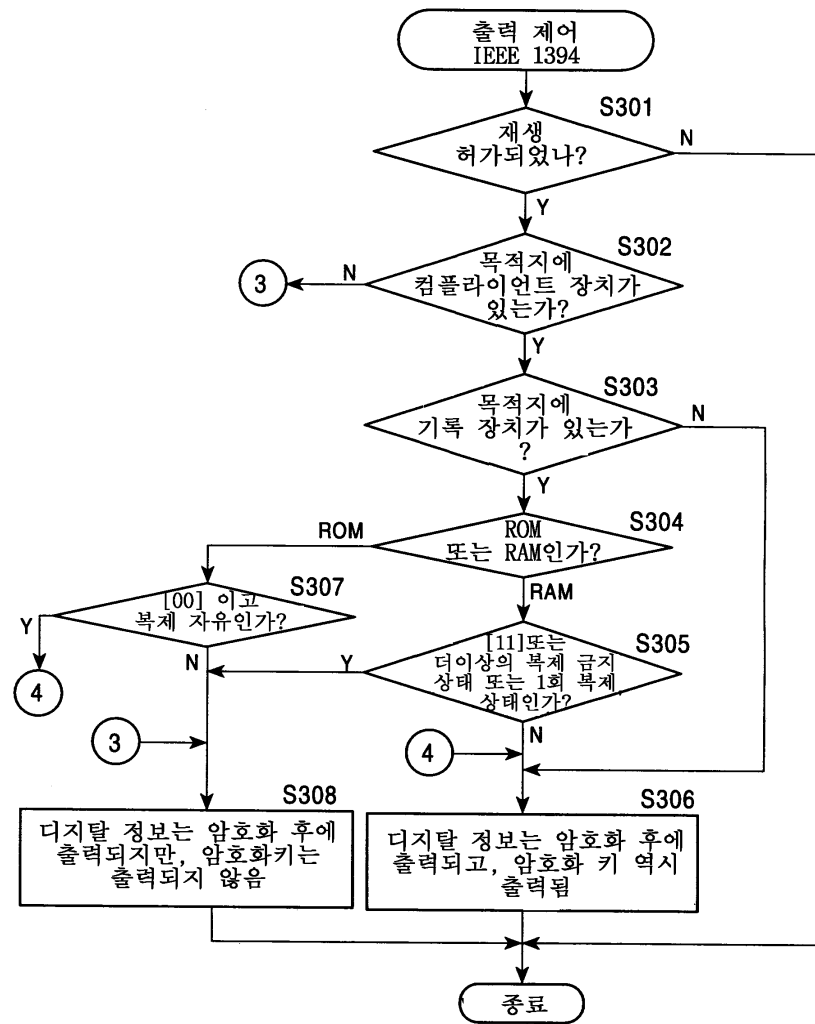 출력 제어
IEEE 1394
S301
재생
허가되었나?
N
Y
S302
목적지에
컴플라이언트 장치가
있는가?
N
3
Y
S303
목적지에
기록 장치가 있는가
?
N
Y
S304
ROM
또는 RAM인가?
ROM
RAM
S307
[00] 이고
복제 자유인가?
Y
N
4
S305
[11]또는
더이상의 복제 금지
상태 또는 1회 복제
상태인가?
Y
N
3
4
S308
디지탈 정보는 암호화 후에
출력되지만, 암호화키는
출력되지 않음
S306
디지탈 정보는 암호화 후에
출력되고, 암호화 키 역시
출력됨
종료